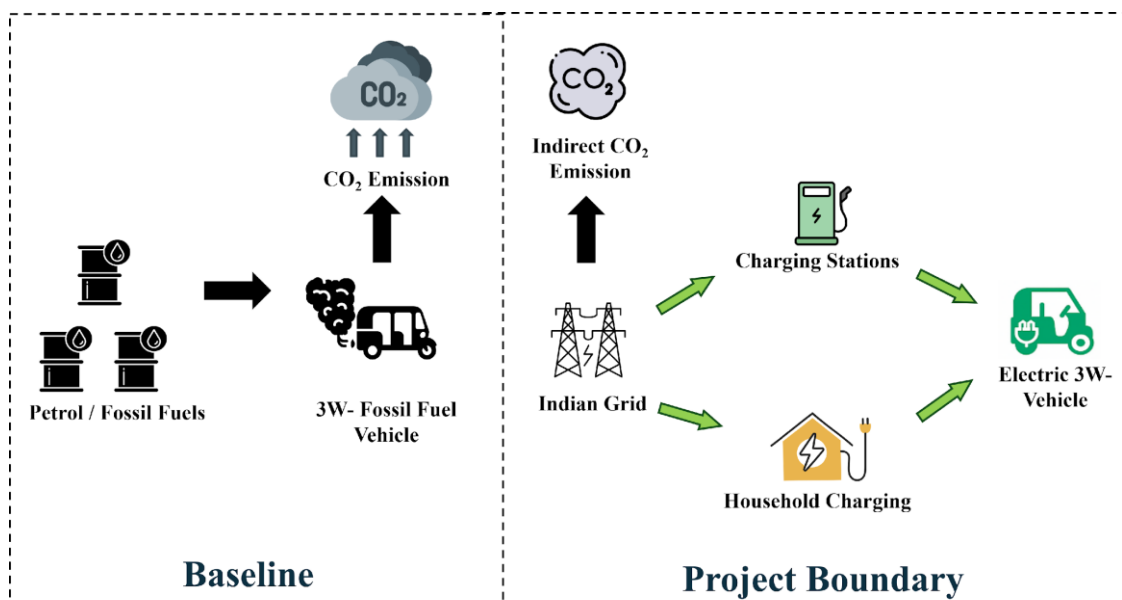 CO₂
CO₂ Emission
Petrol / Fossil Fuels
3W- Fossil Fuel
Vehicle
Baseline
CO₂
Indirect CO₂
Emission
Charging Stations
Indian Grid
Household Charging
Electric 3W-
Vehicle
Project Boundary